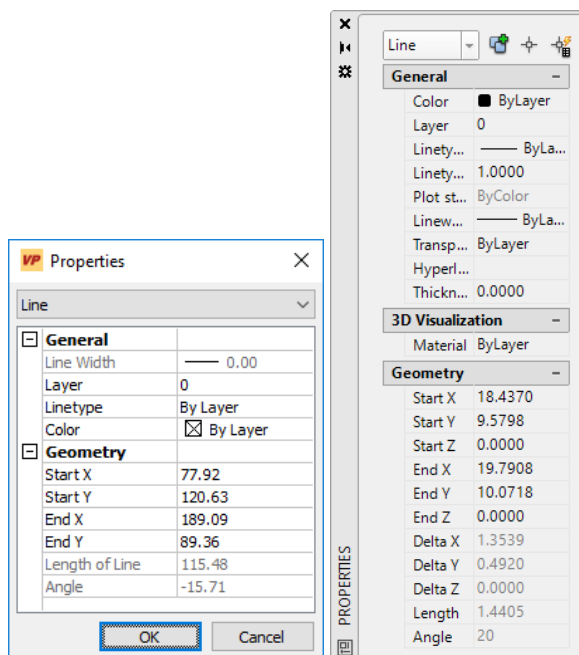 VP Properties
Line
General
Line Width 0.00
Layer 0
Linetype By Layer
Color By Layer
Geometry
Start X 77.92
Start Y 120.63
End X 189.09
End Y 89.36
Length of Line 115.48
Angle -15.71
OK Cancel
Line
General
Color ByLayer
Layer 0
Linety... ByLa...
Linety... 1.0000
Plot st... ByColor
Linew... ByLa...
Transp... ByLayer
Hyperl...
Thickn... 0.0000
3D Visualization
Material ByLayer
Geometry
Start X 18.4370
Start Y 9.5798
Start Z 0.0000
End X 19.7908
End Y 10.0718
End Z 0.0000
Delta X 1.3539
Delta Y 0.4920
Delta Z 0.0000
Length 1.4405
Angle 20
PROPERTIES